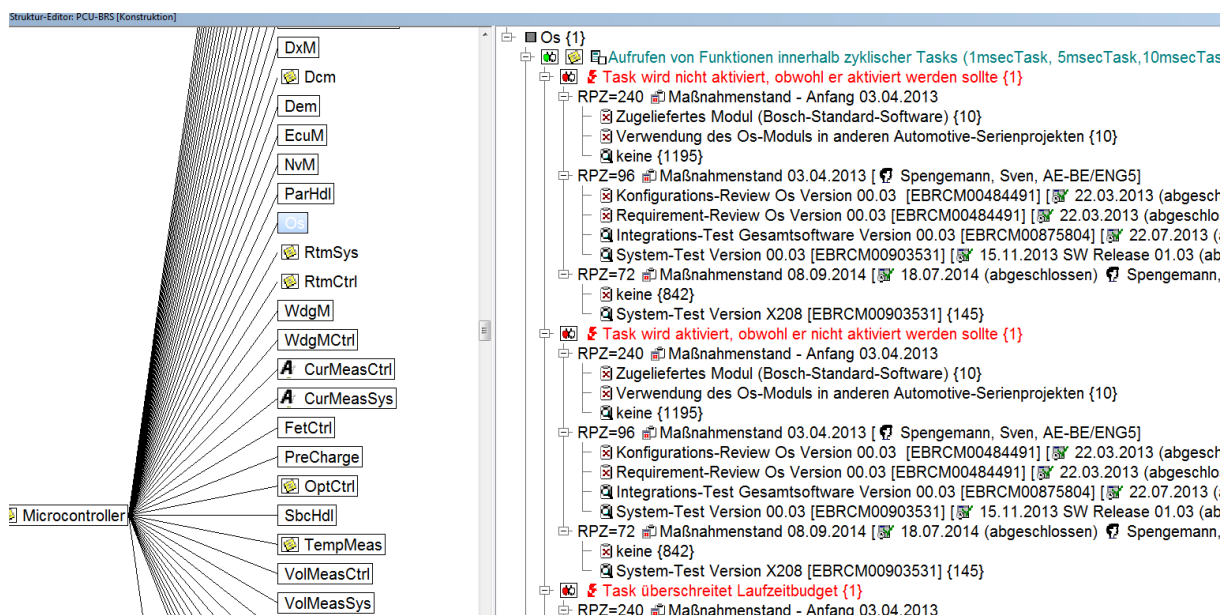 Struktur-Editor: PCU-BRS [Konstruktion]
DxM
Dcm
Dem
EcuM
NvM
ParHdl
Os
RtmSys
RtmCtrl
WdgM
WdgMCtrl
CurMeasCtrl
CurMeasSys
FetCtrl
PreCharge
OptCtrl
Microcontroller
SbcHdl
TempMeas
VolMeasCtrl
VolMeasSys
Os {1}
Aufrufen von Funktionen innerhalb zyklischer Tasks (1msecTask, 5msecTask,10msecTas
Task wird nicht aktiviert, obwohl er aktiviert werden sollte {1}
RPZ=240 Maßnahmenstand - Anfang 03.04.2013
Zugeliefertes Modul (Bosch-Standard-Software) {10}
Verwendung des Os-Moduls in anderen Automotive-Serienprojekten {10}
keine {1195}
RPZ=96 Maßnahmenstand 03.04.2013 [ Spengemann, Sven, AE-BE/ENG5]
Konfigurations-Review Os Version 00.03 [EBRCM00484491] [ 22.03.2013 (abgesch
Requirement-Review Os Version 00.03 [EBRCM00484491] [ 22.03.2013 (abgeschlo
Integrations-Test Gesamtsoftware Version 00.03 [EBRCM00875804] [ 22.07.2013 (
System-Test Version 00.03 [EBRCM00903531] [ 15.11.2013 SW Release 01.03 (ab
RPZ=72 Maßnahmenstand 08.09.2014 [ 18.07.2014 (abgeschlossen) Spengemann,
keine {842}
System-Test Version X208 [EBRCM00903531] {145}
Task wird aktiviert, obwohl er nicht aktiviert werden sollte {1}
RPZ=240 Maßnahmenstand - Anfang 03.04.2013
Zugeliefertes Modul (Bosch-Standard-Software) {10}
Verwendung des Os-Moduls in anderen Automotive-Serienprojekten {10}
keine {1195}
RPZ=96 Maßnahmenstand 03.04.2013 [ Spengemann, Sven, AE-BE/ENG5]
Konfigurations-Review Os Version 00.03 [EBRCM00484491] [ 22.03.2013 (abgesch
Requirement-Review Os Version 00.03 [EBRCM00484491] [ 22.03.2013 (abgeschlo
Integrations-Test Gesamtsoftware Version 00.03 [EBRCM00875804] [ 22.07.2013 (
System-Test Version 00.03 [EBRCM00903531] [ 15.11.2013 SW Release 01.03 (ab
RPZ=72 Maßnahmenstand 08.09.2014 [ 18.07.2014 (abgeschlossen) Spengemann,
keine {842}
System-Test Version X208 [EBRCM00903531] {145}
Task überschreitet Laufzeitbudget {1}
RPZ=240 Maßnahmenstand - Anfang 03.04.2013